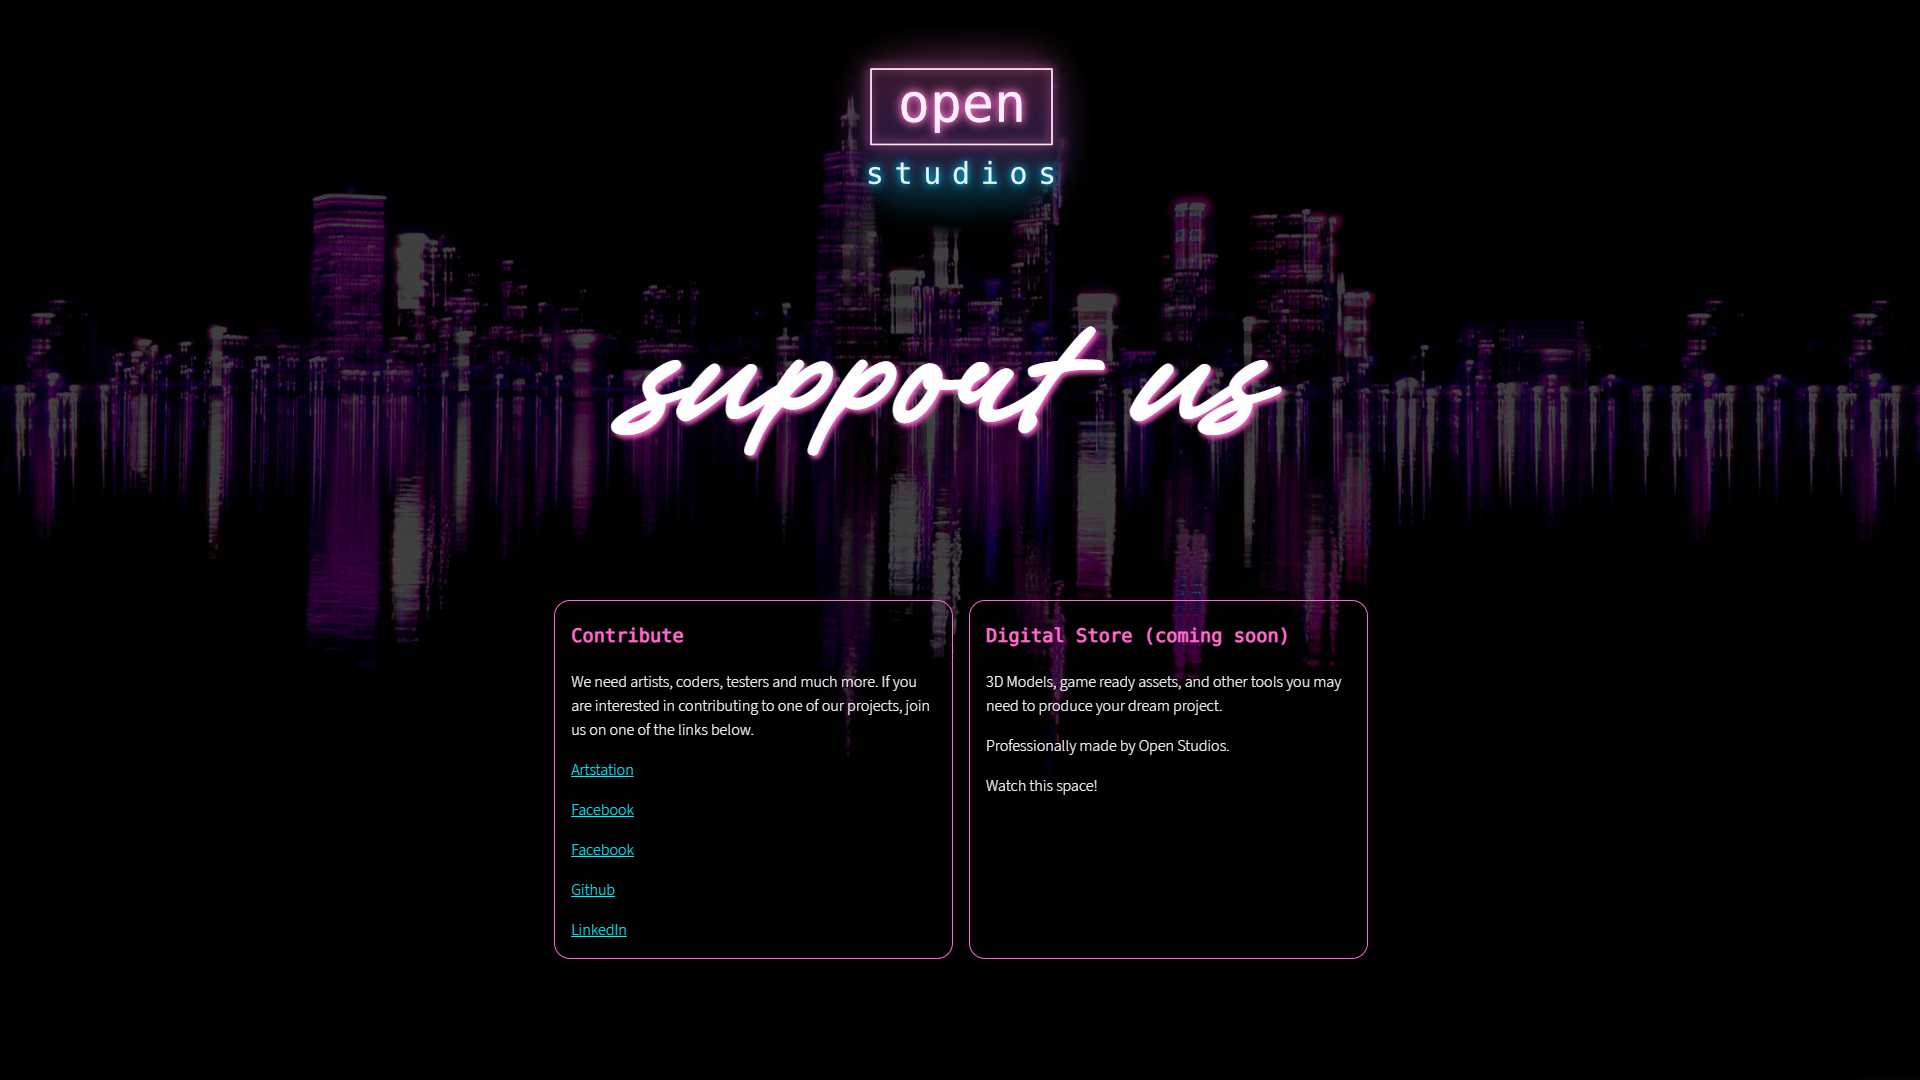 open
studios
support us
Contribute
We need artists, coders, testers and much more. If you
are interested in contributing to one of our projects, join
us on one of the links below.
Artstation
Facebook
Facebook
Github
LinkedIn
Digital Store (coming soon)
3D Models, game ready assets, and other tools you may
need to produce your dream project.
Professionally made by Open Studios.
Watch this space!